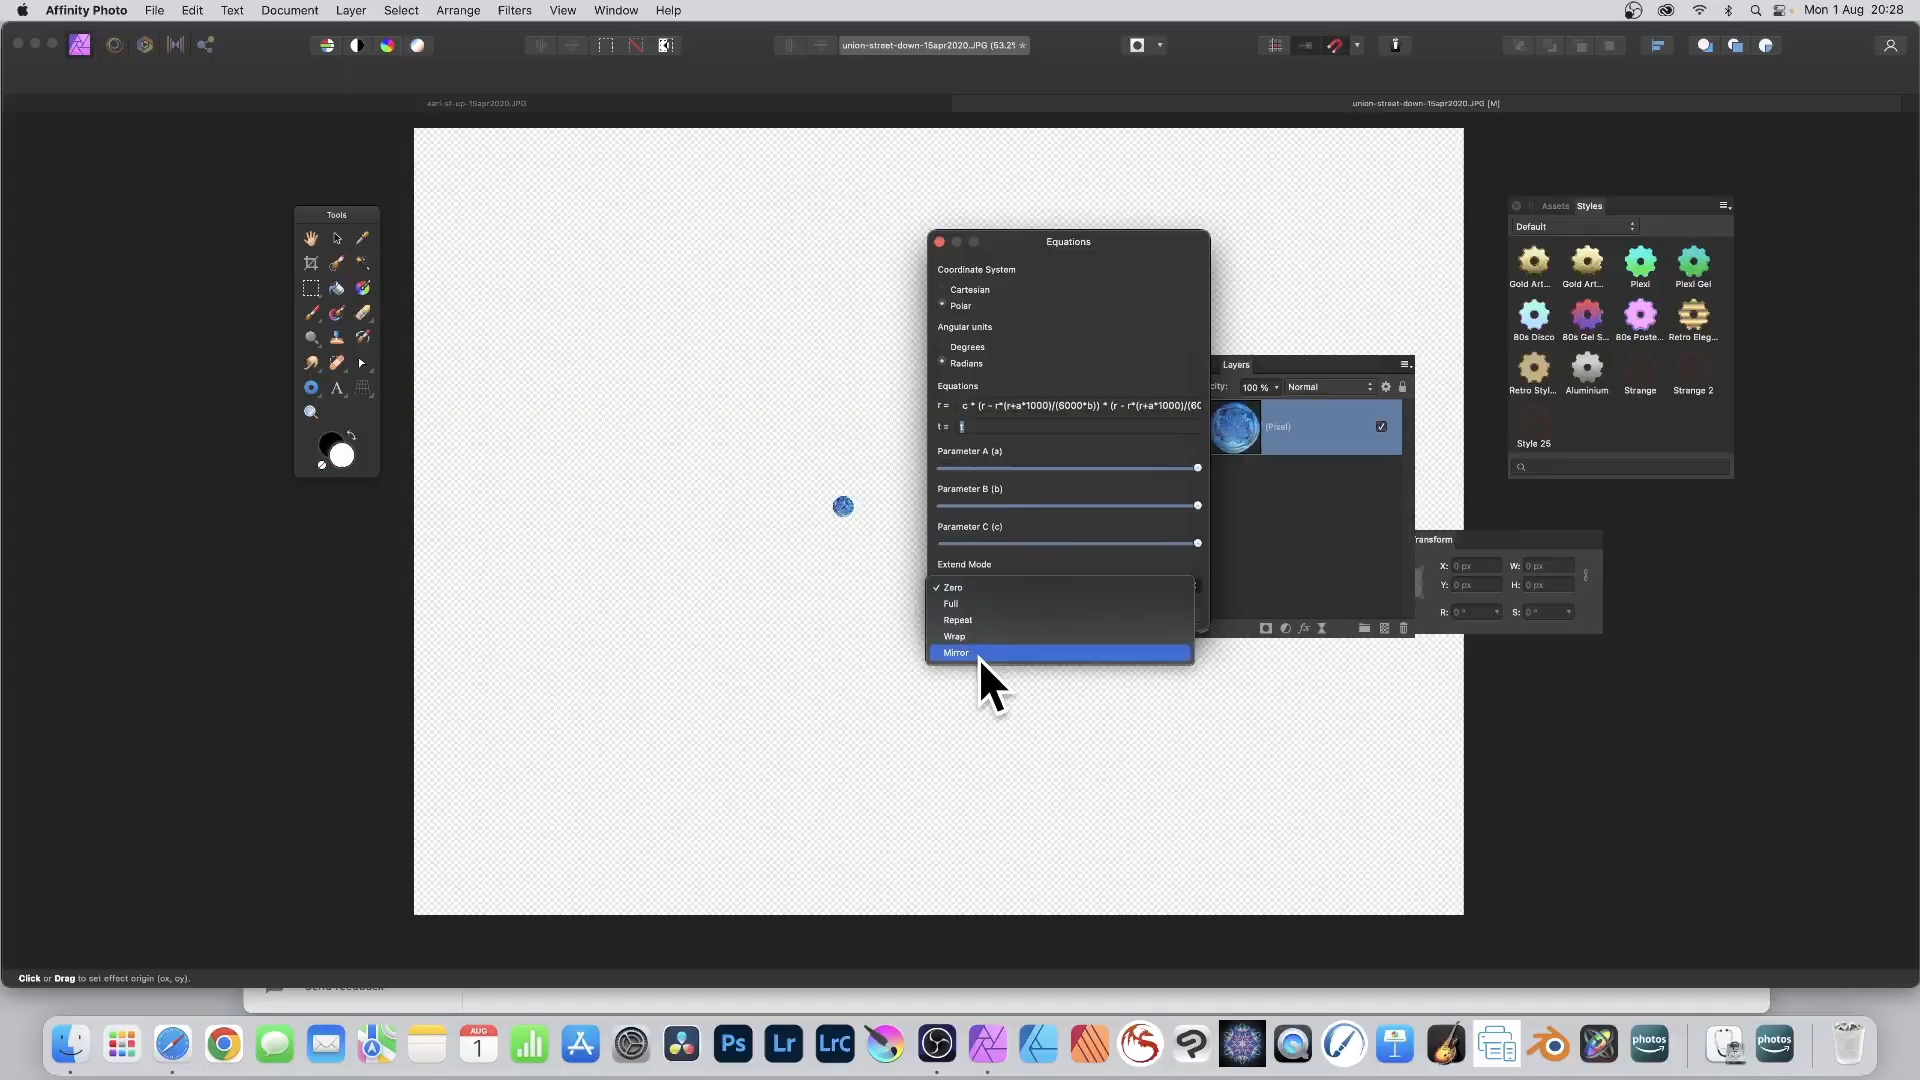 Affinity Photo File Edit Text Document Layer Select Arrange Filters View Window Help Mon 1 Aug 20:28
union-street-down-15apr2020.JPG (53.2% *
earl-st-up-15apr2020.JPG union-street-down-15apr2020.JPG [M]
Tools
Equations
Coordinate System
Cartesian
Polar
Angular units
Degrees
Radians
Equations
r = c * (r - r*(r+a*1000)/(6000*b)) * (r - r*(r+a*1000)/(60
t = t
Parameter A (a)
Parameter B (b)
Parameter C (c)
Extend Mode
✓ Zero
Full
Repeat
Wrap
Mirror
Layers
city: 100 % Normal
(Pixel)
Assets Styles
Default
Gold Art... Gold Art... Plexi Plexi Gel
80s Disco 80s Gel S... 80s Poste... Retro Eleg...
Retro Styl... Aluminium Strange Strange 2
Style 25
Transform
X: 0 px W: 0 px
Y: 0 px H: 0 px
R: 0 ° S: 0 °
Click or Drag to set effect origin (ox, oy).
Send feedback
AUG
1
Ps
Lr
LrC
photos
photos